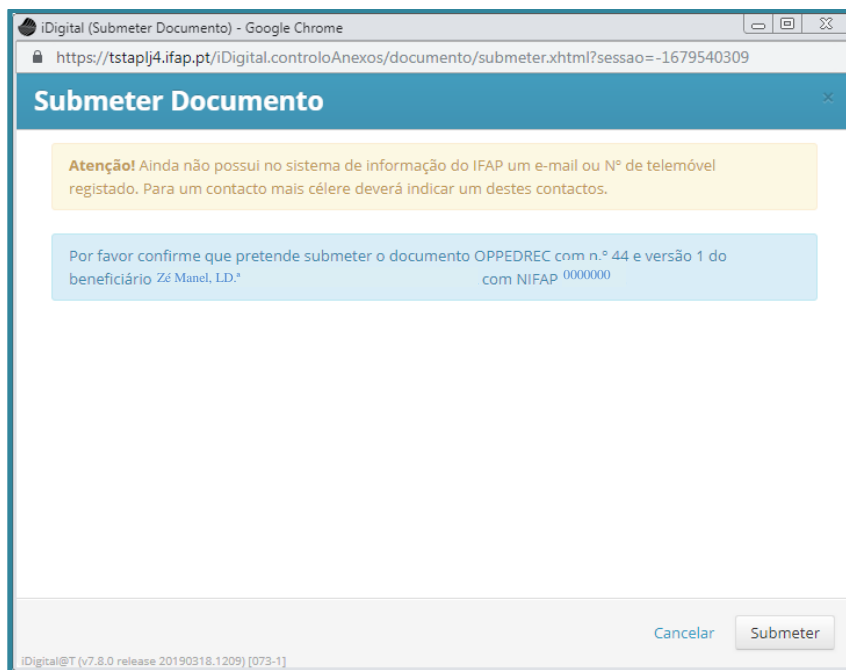 iDigital (Submeter Documento) - Google Chrome
https://tstaplj4.ifap.pt/iDigital.controloAnexos/documento/submeter.xhtml?sessao=-1679540309
Submeter Documento
×
Atenção! Ainda não possui no sistema de informação do IFAP um e-mail ou Nº de telemóvel
registado. Para um contacto mais célere deverá indicar um destes contactos.
Por favor confirme que pretende submeter o documento OPPEDREC com n.º 44 e versão 1 do
beneficiário Zé Manel, LD.ª com NIFAP 0000000
Cancelar Submeter
iDigital@T (v7.8.0 release 20190318.1209) [073-1]